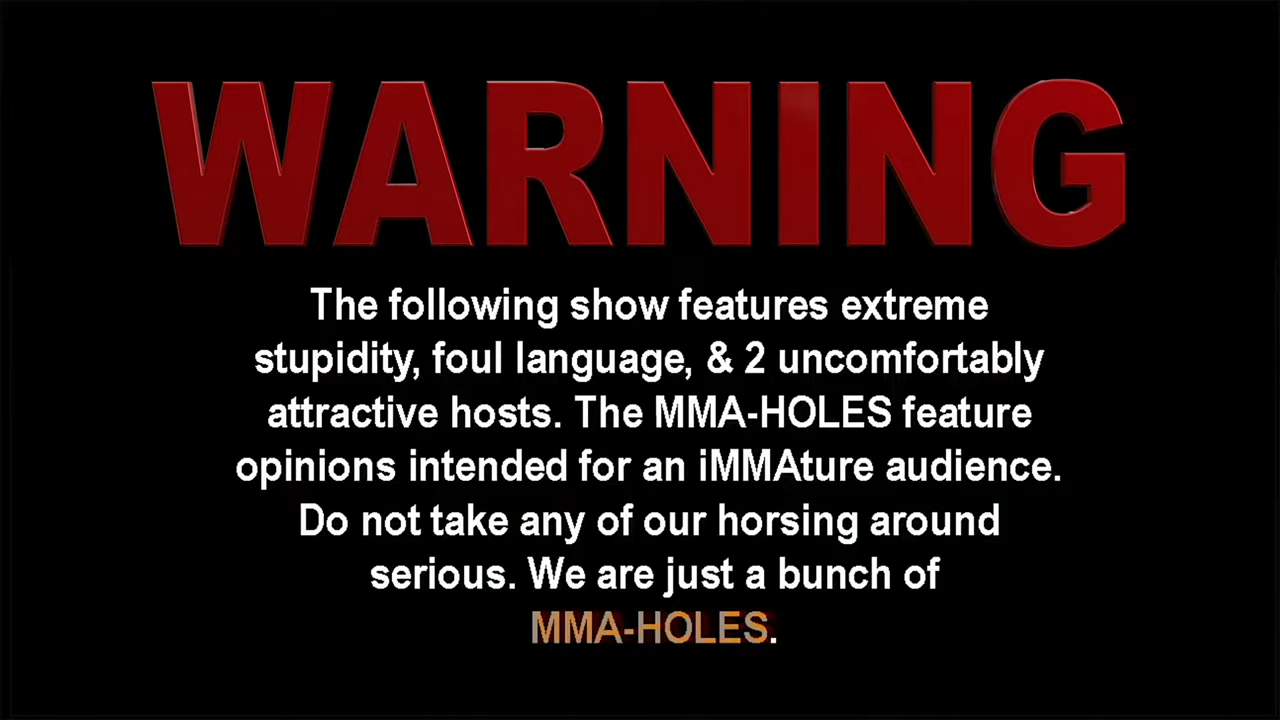 WARNING
The following show features extreme
stupidity, foul language, & 2 uncomfortably
attractive hosts. The MMA-HOLES feature
opinions intended for an iMMAture audience.
Do not take any of our horsing around
serious. We are just a bunch of
MMA-HOLES.